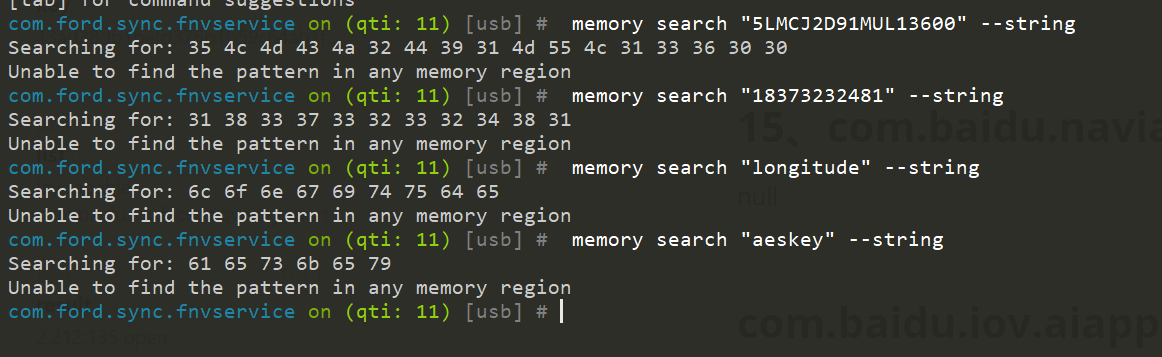 [tab] for command suggestions
com.ford.sync.fnvservice on (qti: 11) [usb] # memory search "5LMCJ2D91MUL13600" --string
Searching for: 35 4c 4d 43 4a 32 44 39 31 4d 55 4c 31 33 36 30 30
Unable to find the pattern in any memory region
com.ford.sync.fnvservice on (qti: 11) [usb] # memory search "18373232481" --string
Searching for: 31 38 33 37 33 32 33 32 34 38 31
Unable to find the pattern in any memory region
com.ford.sync.fnvservice on (qti: 11) [usb] # memory search "longitude" --string
Searching for: 6c 6f 6e 67 69 74 75 64 65
Unable to find the pattern in any memory region
com.ford.sync.fnvservice on (qti: 11) [usb] # memory search "aeskey" --string
Searching for: 61 65 73 6b 65 79
Unable to find the pattern in any memory region
com.ford.sync.fnvservice on (qti: 11) [usb] #
15、com.baidu.navia
null
com.baidu.iov.aiapp